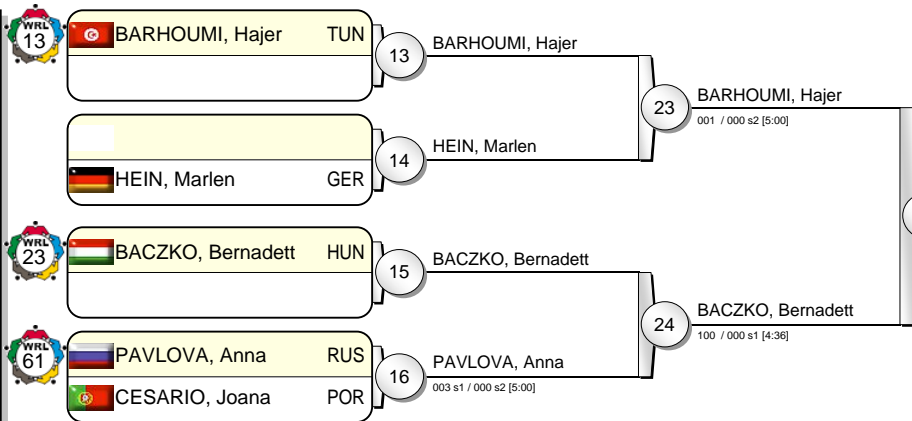 WRL
13
BARHOUMI, Hajer TUN
13
BARHOUMI, Hajer
23
BARHOUMI, Hajer
001 / 000 s2 [5:00]
14
HEIN, Marlen
HEIN, Marlen GER
WRL
23
BACZKO, Bernadett HUN
15
BACZKO, Bernadett
24
BACZKO, Bernadett
100 / 000 s1 [4:36]
WRL
61
PAVLOVA, Anna RUS
16
PAVLOVA, Anna
003 s1 / 000 s2 [5:00]
CESARIO, Joana POR